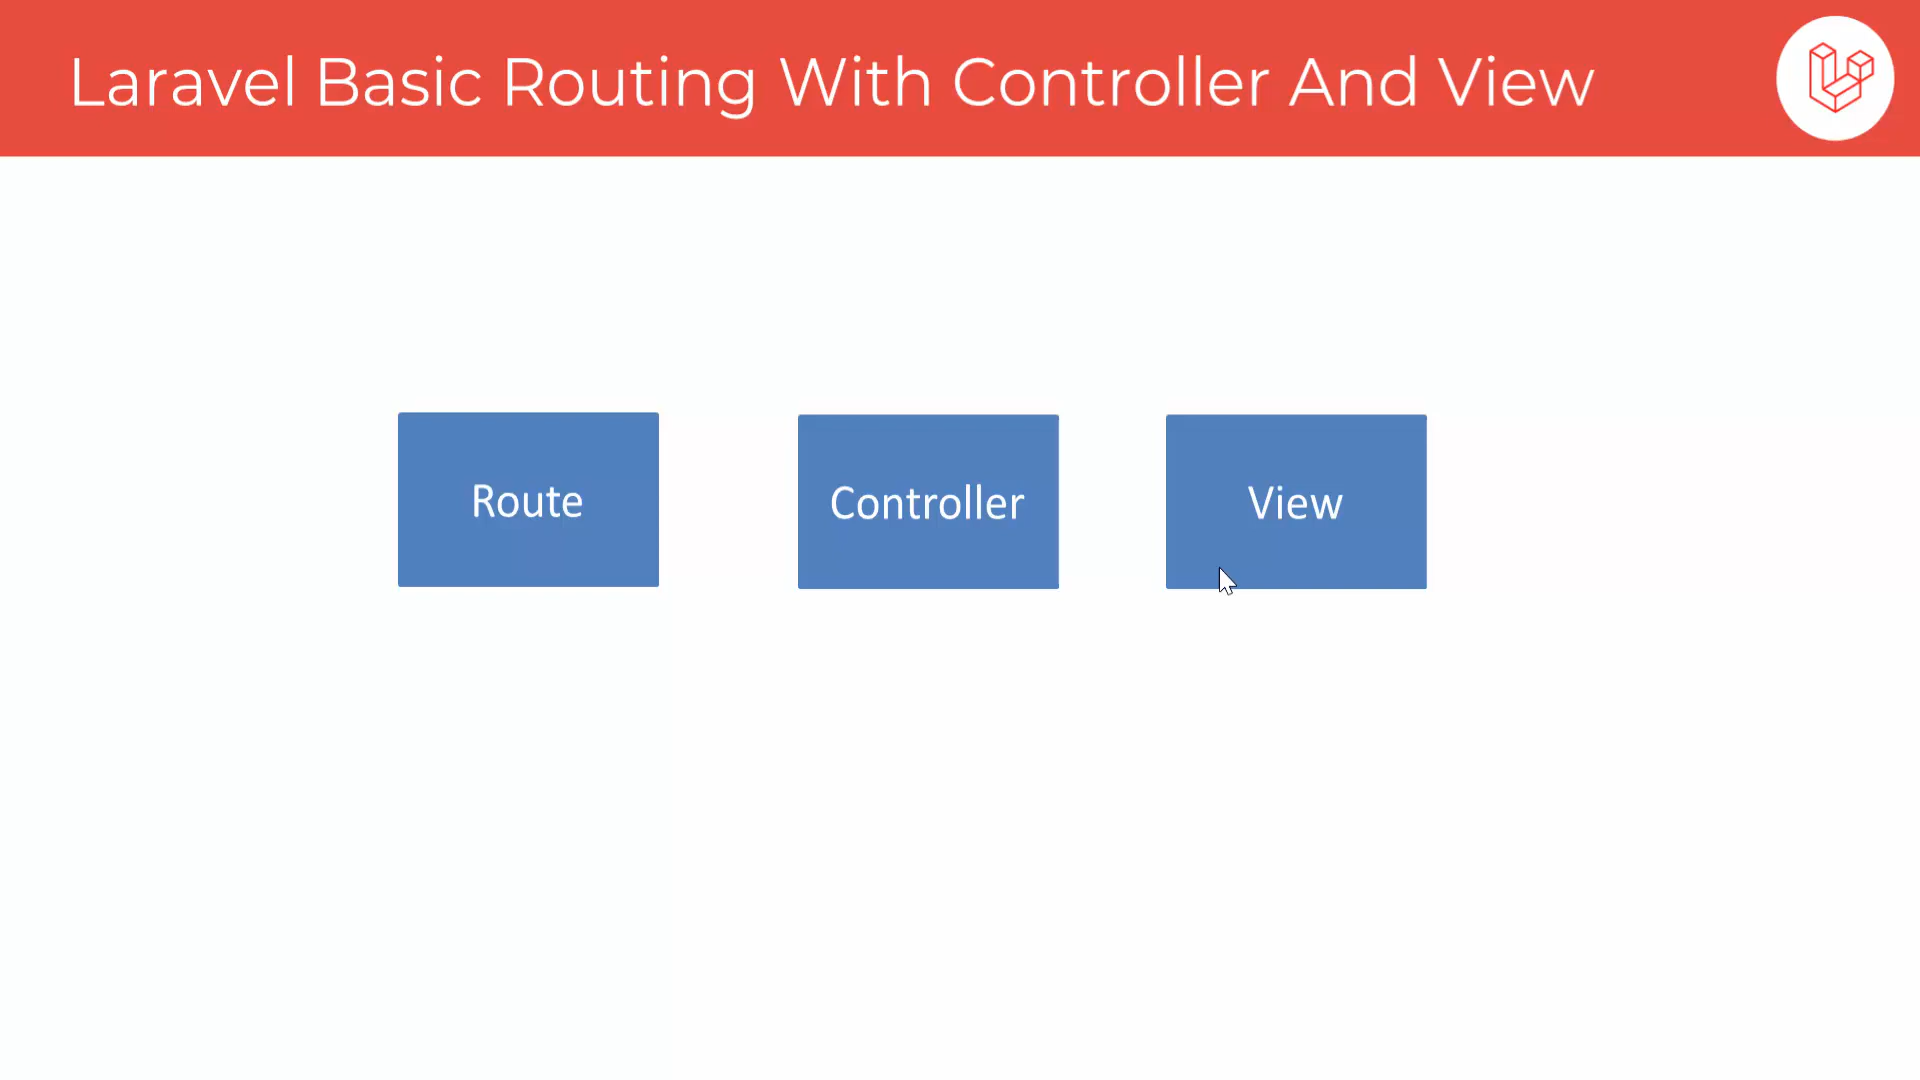 Laravel Basic Routing With Controller And View
Route
Controller
View